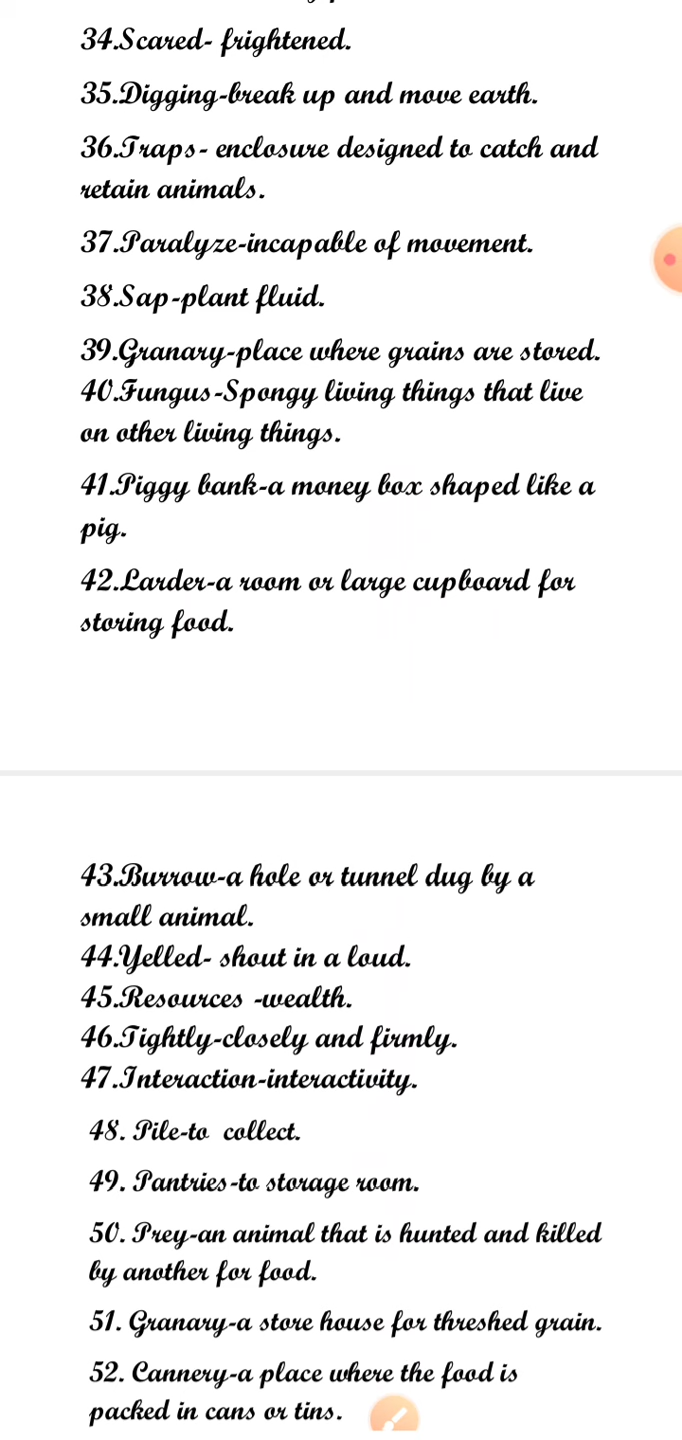 34.Scared- frightened.
35.Digging-break up and move earth.
36.Traps- enclosure designed to catch and
retain animals.
37.Paralyze-incapable of movement.
38.Sap-plant fluid.
39.Granary-place where grains are stored.
40.Fungus-Spongy living things that live
on other living things.
41.Piggy bank-a money box shaped like a
pig.
42.Larder-a room or large cupboard for
storing food.
43.Burrow-a hole or tunnel dug by a
small animal.
44.Yelled- shout in a loud.
45.Resources -wealth.
46.Tightly-closely and firmly.
47.Interaction-interactivity.
48. Pile-to collect.
49. Pantries-to storage room.
50. Prey-an animal that is hunted and killed
by another for food.
51. Granary-a store house for threshed grain.
52. Cannery-a place where the food is
packed in cans or tins.